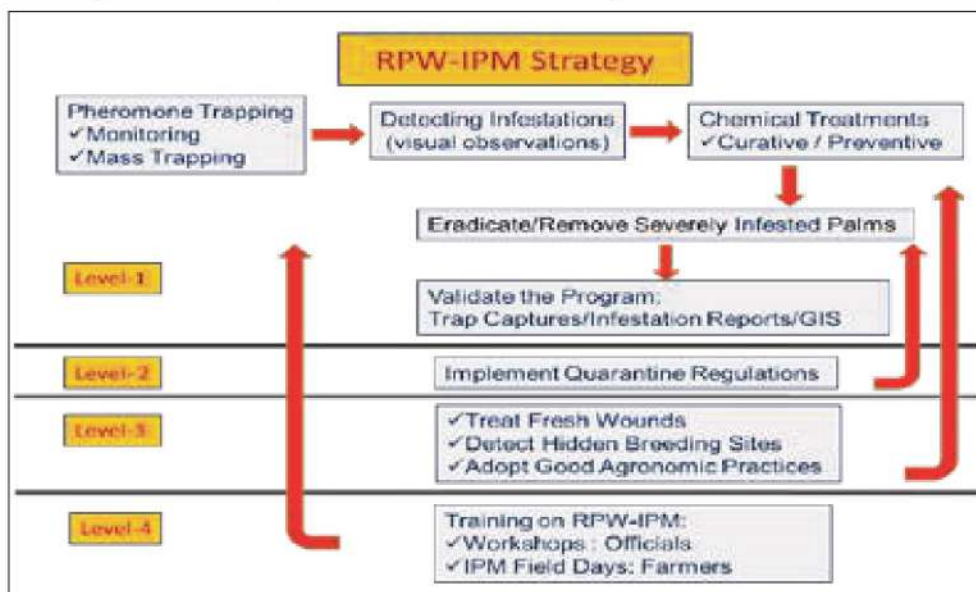 RPW-IPM Strategy
Pheromone Trapping
✓Monitoring
✓Mass Trapping
Detecting Infestations
(visual observations)
Chemical Treatments
✓Curative / Preventive
Eradicate/Remove Severely Infested Palms
Level-1
Validate the Program:
Trap Captures/Infestation Reports/GIS
Level-2
Implement Quarantine Regulations
Level-3
✓Treat Fresh Wounds
✓Detect Hidden Breeding Sites
✓Adopt Good Agronomic Practices
Level-4
Training on RPW-IPM:
✓Workshops : Officials
✓IPM Field Days: Farmers